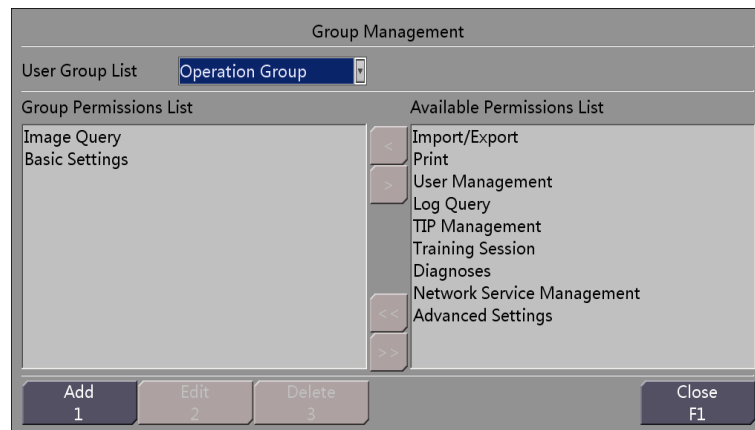 Group Management
User Group List
Operation Group
Group Permissions List
Available Permissions List
Image Query
Basic Settings
<
>
<<
>>
Import/Export
Print
User Management
Log Query
TIP Management
Training Session
Diagnoses
Network Service Management
Advanced Settings
Add
1
Edit
2
Delete
3
Close
F1